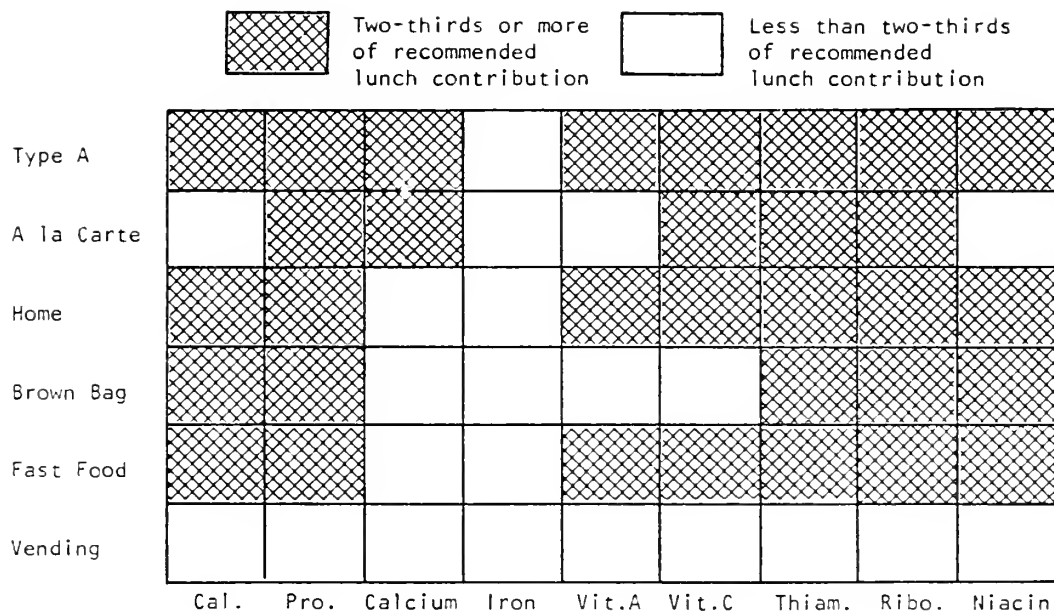 Two-thirds or more
of recommended
lunch contribution
Less than two-thirds
of recommended
lunch contribution
Type A
A la Carte
Home
Brown Bag
Fast Food
Vending
Cal. Pro. Calcium Iron Vit.A Vit.C Thiam. Ribo. Niacin